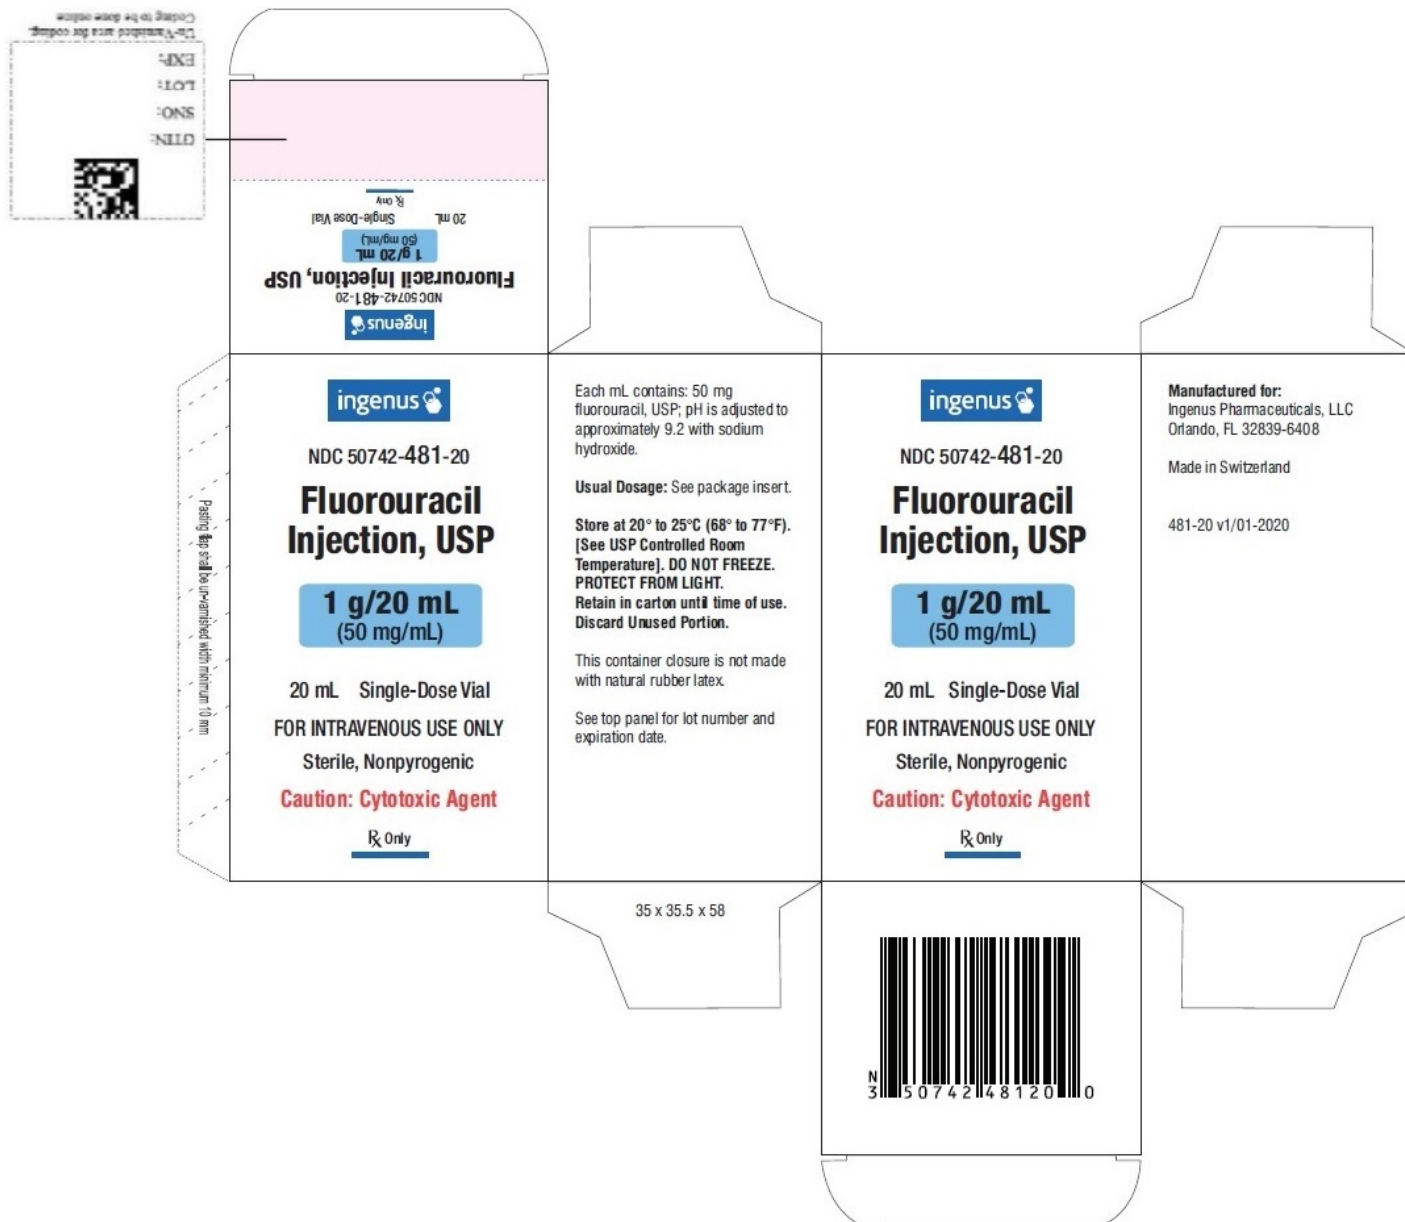 Un-Varnished area for coding.
Coding to be done online
EXP:
LOT:
SNO:
GTIN:
ingenus
NDC 50742-481-20
Fluorouracil Injection, USP
1 g/20 mL
(50 mg/mL)
20 mL Single-Dose Vial
Rx Only
Pasting flap shall be un-varnished width minimum 10 mm
ingenus
NDC 50742-481-20
Fluorouracil
Injection, USP
1 g/20 mL
(50 mg/mL)
20 mL Single-Dose Vial
FOR INTRAVENOUS USE ONLY
Sterile, Nonpyrogenic
Caution: Cytotoxic Agent
Rx Only
Each mL contains: 50 mg
fluorouracil, USP; pH is adjusted to
approximately 9.2 with sodium
hydroxide.
Usual Dosage: See package insert.
Store at 20° to 25°C (68° to 77°F).
[See USP Controlled Room
Temperature]. DO NOT FREEZE.
PROTECT FROM LIGHT.
Retain in carton until time of use.
Discard Unused Portion.
This container closure is not made
with natural rubber latex.
See top panel for lot number and
expiration date.
35 x 35.5 x 58
ingenus
NDC 50742-481-20
Fluorouracil
Injection, USP
1 g/20 mL
(50 mg/mL)
20 mL Single-Dose Vial
FOR INTRAVENOUS USE ONLY
Sterile, Nonpyrogenic
Caution: Cytotoxic Agent
Rx Only
N
3 50742 48120 0
Manufactured for:
Ingenus Pharmaceuticals, LLC
Orlando, FL 32839-6408
Made in Switzerland
481-20 v1/01-2020